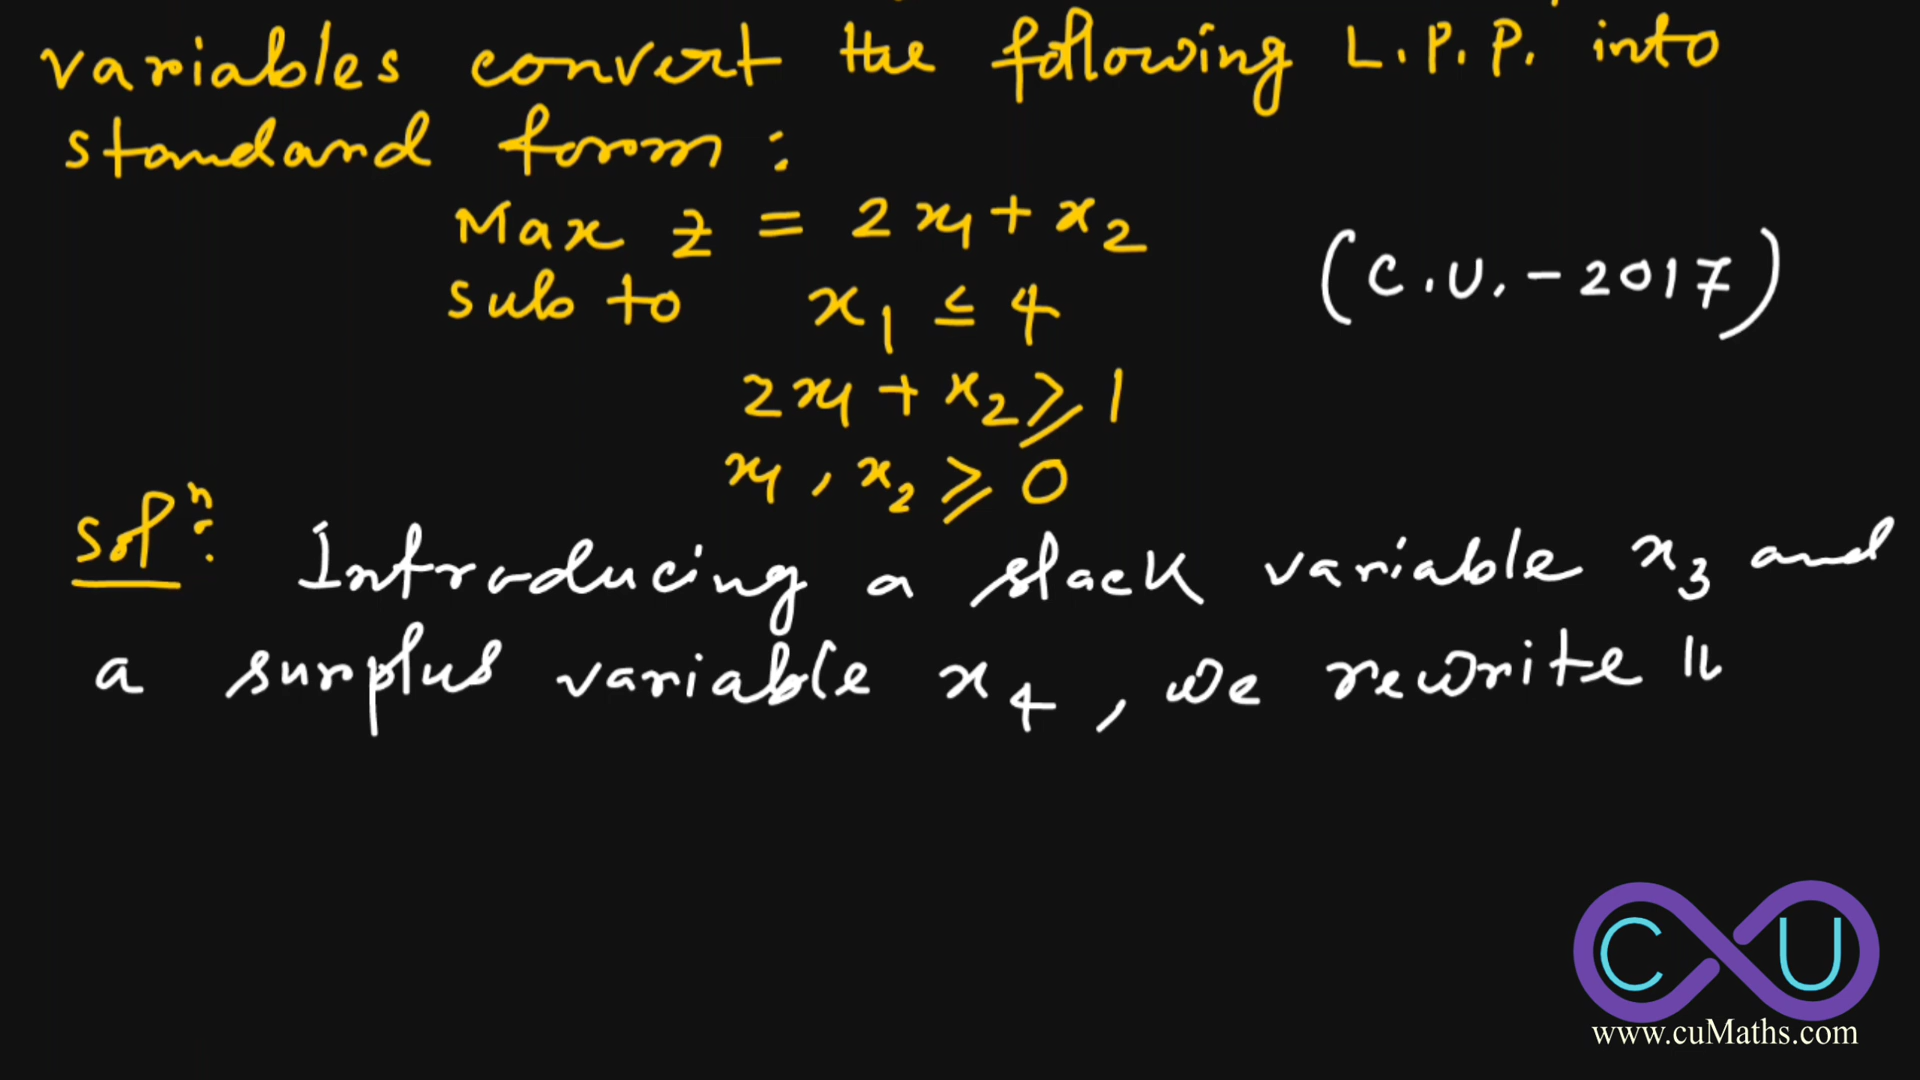 variables convert the following L.P.P. into
standard form :
Max z = 2x₁ + x₂
sub to x₁ ≤ 4
(C.U. - 2017)
2x₁ + x₂ ≥ 1
x₁, x₂ ≥ 0
Solⁿ: Introducing a slack variable x₃ and
a surplus variable x₄, we rewrite
C U
www.cuMaths.com